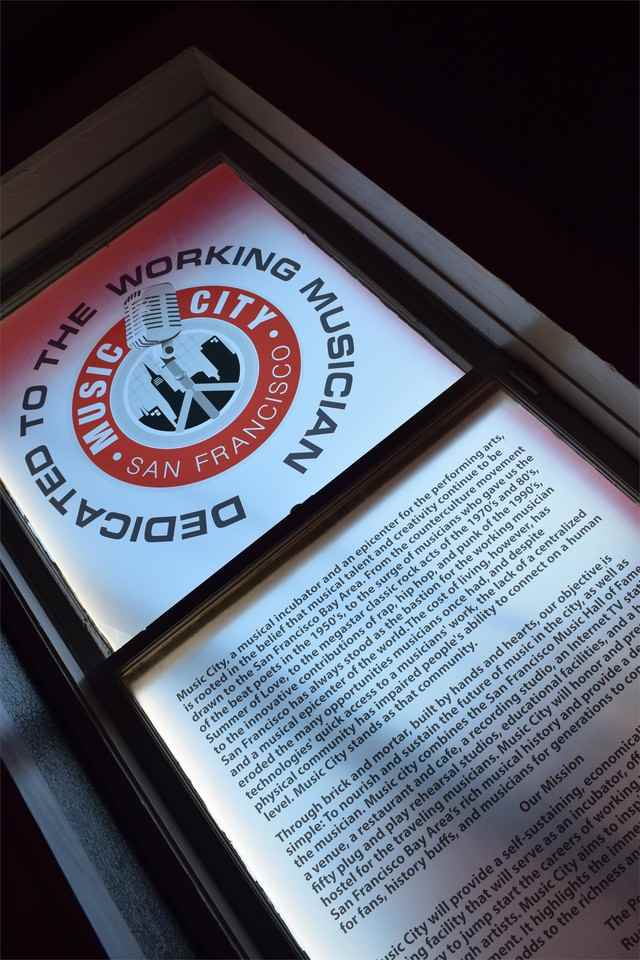 DEDICATED TO THE WORKING MUSICIAN
MUSIC CITY
SAN FRANCISCO
Music City, a musical incubator and an epicenter for the performing arts,
is rooted in the belief that musical talent and creativity continue to be
drawn to the San Francisco Bay Area. From the counterculture movement
of the beat poets in the 1950's, to the surge of musicians who gave us the
Summer of Love, to the megastar classic rock acts of the 1970's and 80's,
to the innovative contributions of rap, hip hop, and punk of the 1990's,
San Francisco has always stood as the bastion for the working musician
and a musical epicenter of the world. The cost of living, however, has
eroded the many opportunities musicians once had, and despite
technologies' quick access to a musicians' work, the lack of a centralized
physical community has impaired people's ability to connect on a human
level. Music City stands as that community.
Through brick and mortar, built by hands and hearts, our objective is
simple: To nourish and sustain the future of music in the city, as well as
the musician. Music city combines the San Francisco Music Hall of Fame,
a venue, a restaurant and cafe, a recording studio, an Internet TV
fifty plug and play rehearsal studios, educational facilities, and a
hostel for the traveling musicians. Music City will honor and
San Francisco Bay Area's rich musical history and provide a
for fans, history buffs, and musicians for generations to
Our Mission
Music City will provide a self-sustaining, economical
facility that will serve as an incubator,
to jump start the careers of working
artists. Music City aims to
It highlights the
adds to the richness
The